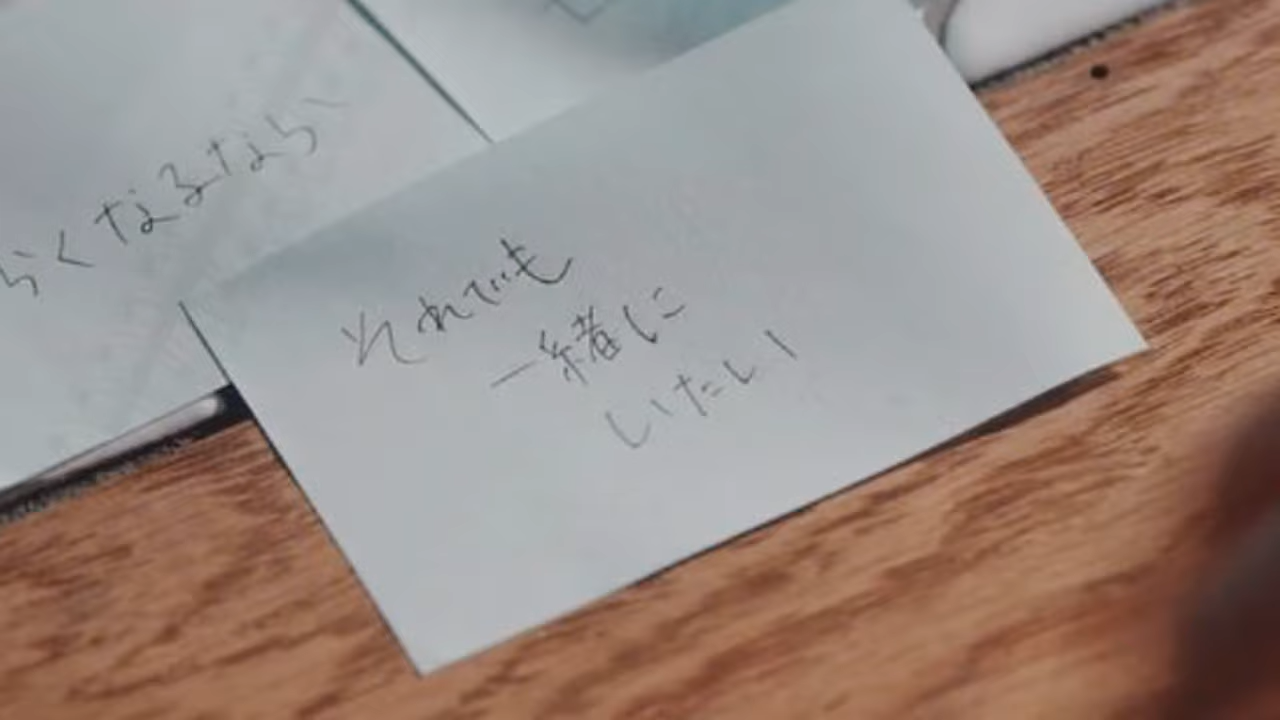 らくなるなら、
それでも
一緒に
いたい